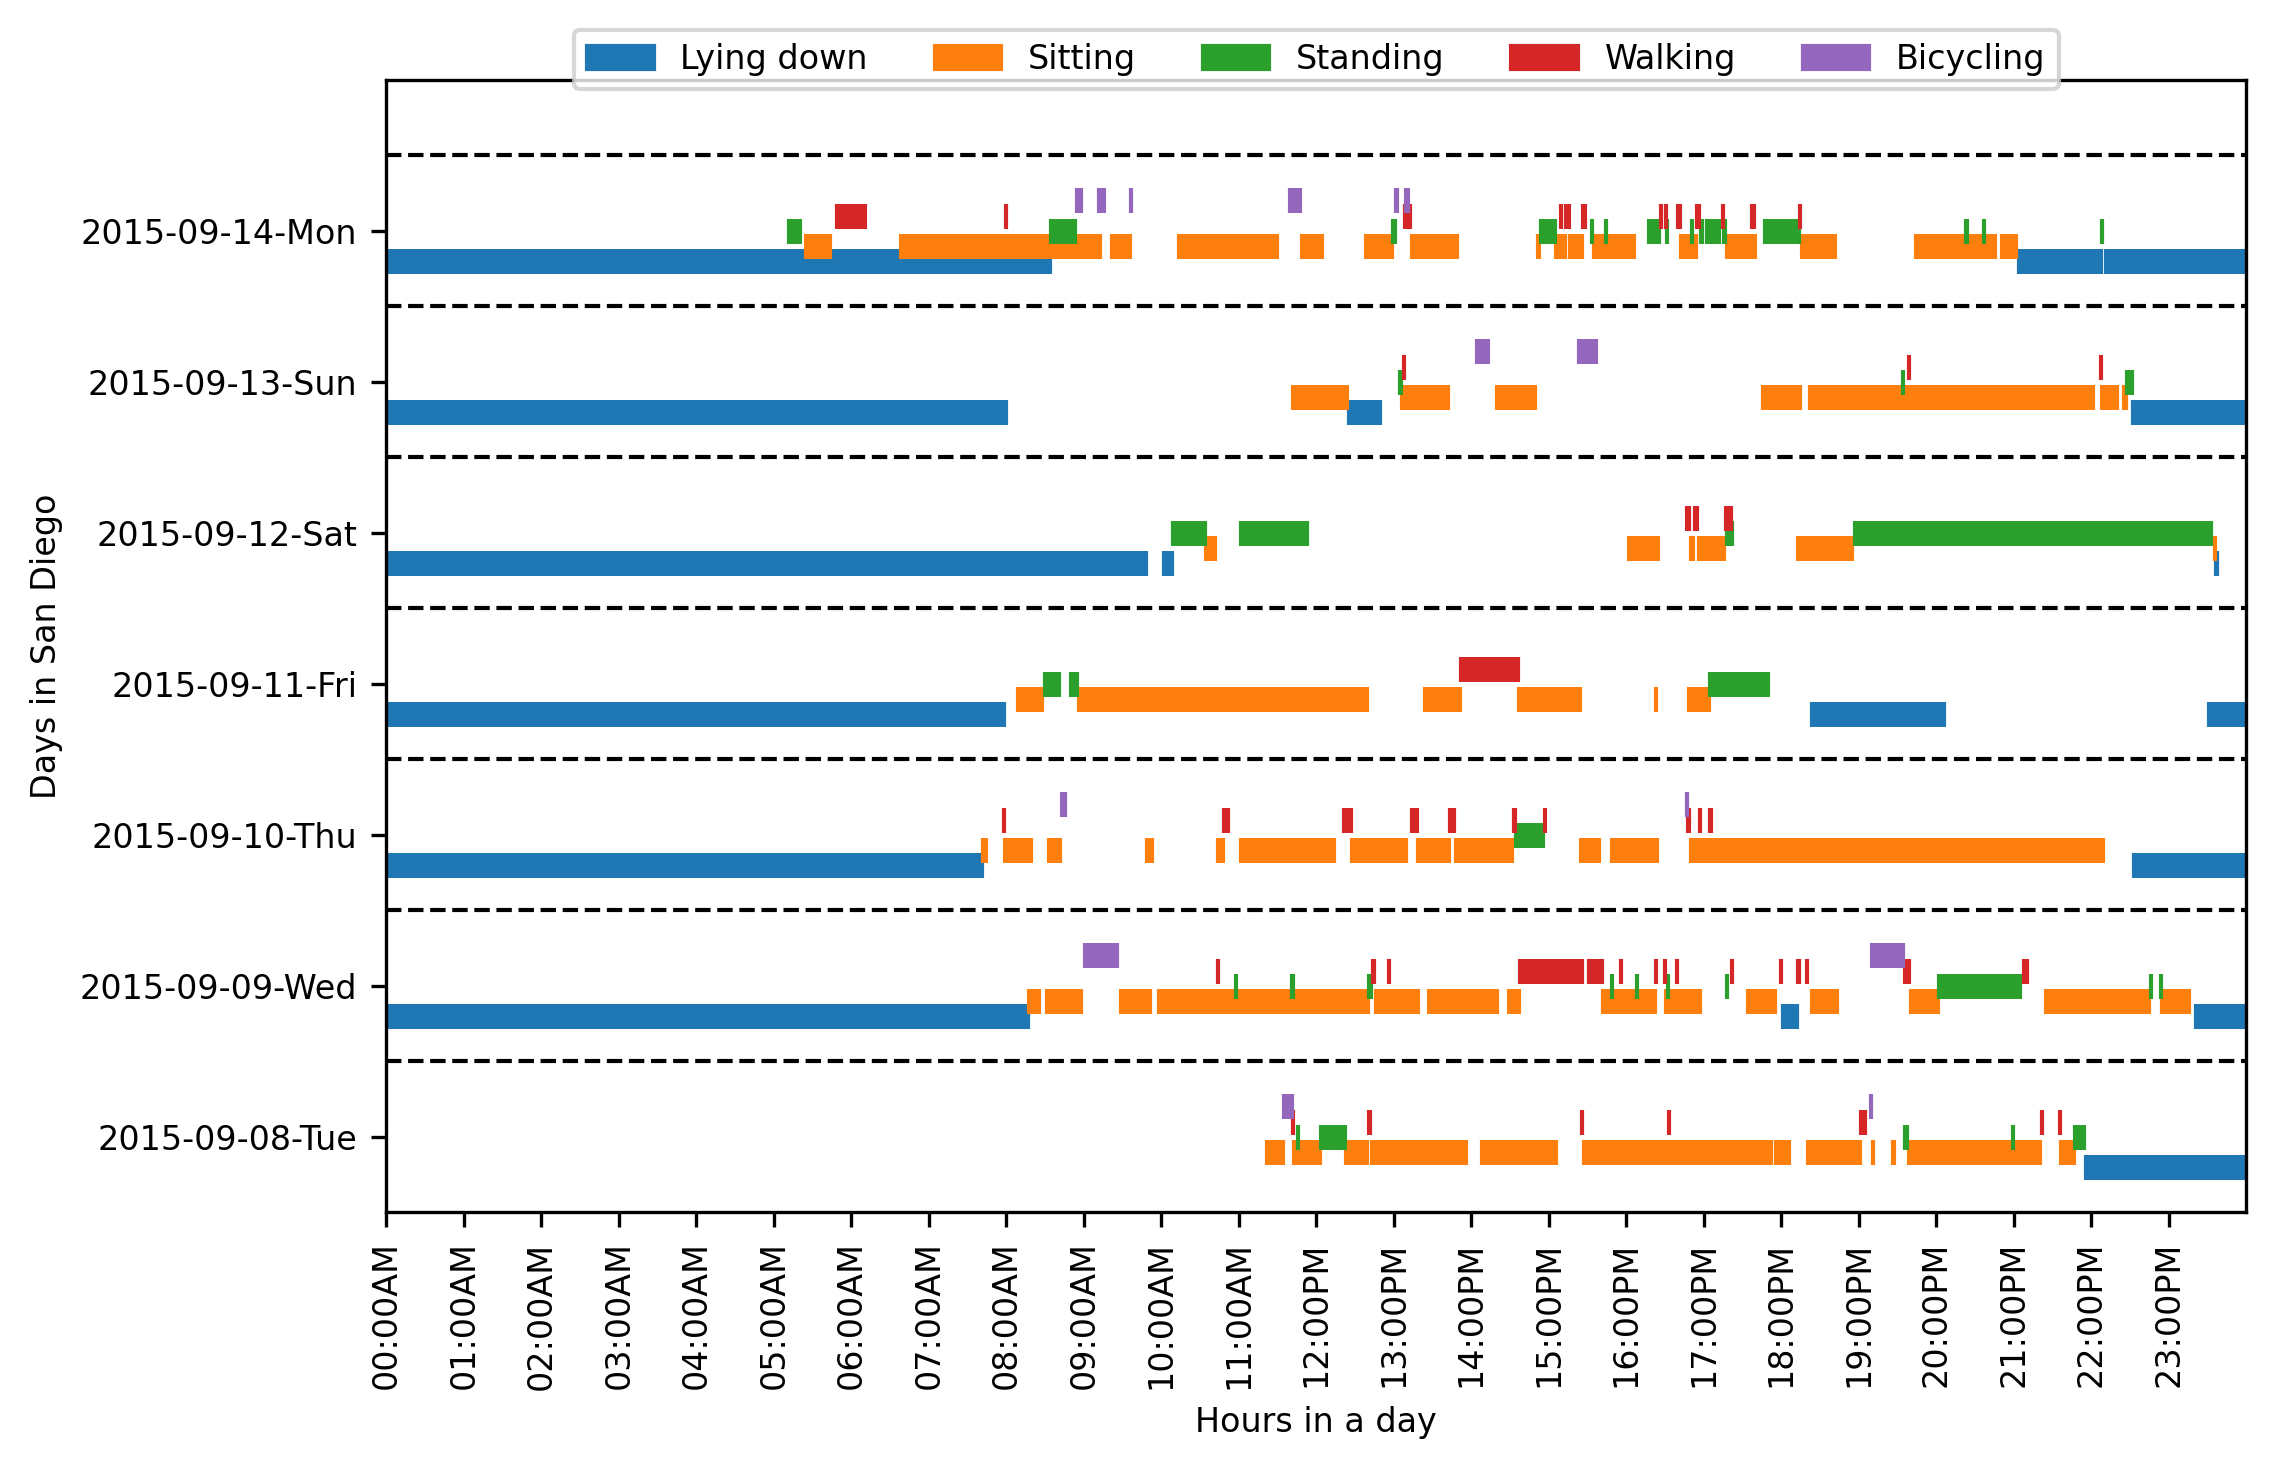 Lying down Sitting Standing Walking Bicycling
2015-09-14-Mon
2015-09-13-Sun
2015-09-12-Sat
2015-09-11-Fri
2015-09-10-Thu
2015-09-09-Wed
2015-09-08-Tue
Days in San Diego
00:00AM
01:00AM
02:00AM
03:00AM
04:00AM
05:00AM
06:00AM
07:00AM
08:00AM
09:00AM
10:00AM
11:00AM
12:00PM
13:00PM
14:00PM
15:00PM
16:00PM
17:00PM
18:00PM
19:00PM
20:00PM
21:00PM
22:00PM
23:00PM
Hours in a day